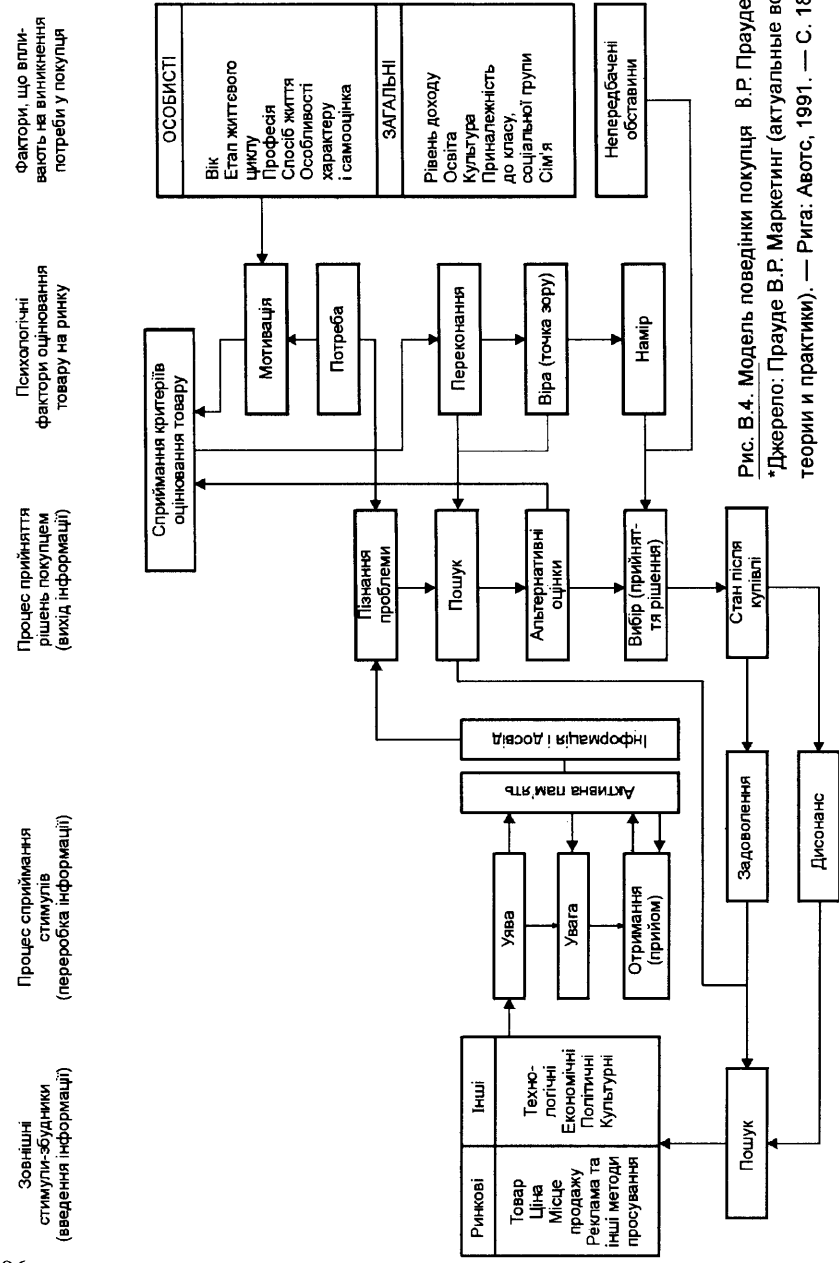 Зовнішні
стимули-збудники
(введення інформації)
Процес сприймання
стимулів
(переробка інформації)
Процес прийняття
рішень покупцем
(вихід інформації)
Психологічні
фактори оцінювання
товару на ринку
Фактори, що впли-
вають на виникнення
потреби у покупця
Ринкові
Товар
Ціна
Місце
продажу
Реклама та
інші методи
просування
Інші
Техно-
логічні
Економічні
Політичні
Культурні
Пошук
Уява
Увага
Отримання
(прийом)
Активна пам'ять
Інформація і досвід
Задоволення
Дисонанс
Пізнання
проблеми
Пошук
Альтернативні
оцінки
Вибір (прийнят-
тя рішення)
Стан після
купівлі
Сприймання критеріїв
оцінювання товару
Мотивація
Потреба
Переконання
Віра (точка зору)
Намір
ОСОБИСТІ
Вік
Етап життєвого
циклу
Професія
Спосіб життя
Особливості
характеру
і самооцінка
ЗАГАЛЬНІ
Рівень доходу
Освіта
Культура
Приналежність
до класу,
соціальної групи
Сім'я
Непередбачені
обставини
Рис. В.4. Модель поведінки покупця В.Р. Прауде
*Джерело: Прауде В.Р. Маркетинг (актуальные во
теории и практики). — Рига: Авотс, 1991. — С. 18